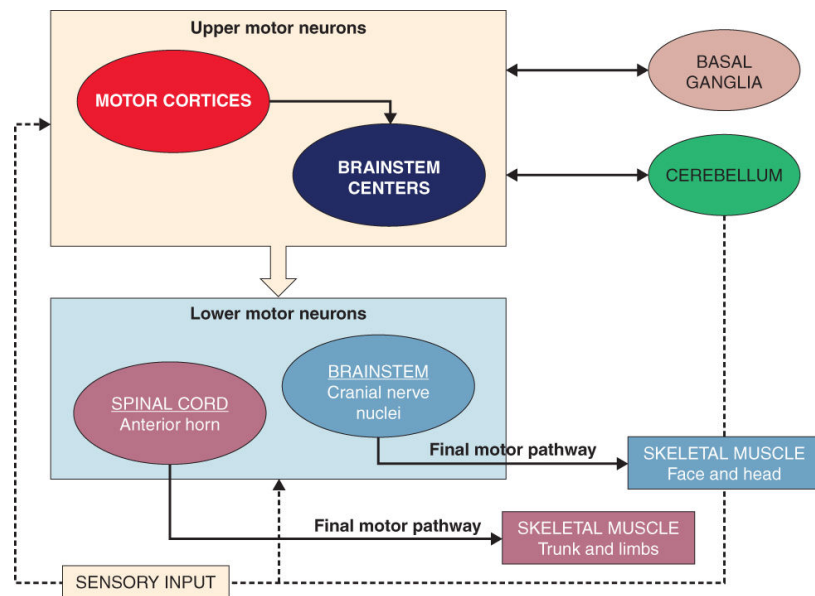 Upper motor neurons
MOTOR CORTICES
BRAINSTEM
CENTERS
BASAL
GANGLIA
CEREBELLUM
Lower motor neurons
SPINAL CORD
Anterior horn
BRAINSTEM
Cranial nerve
nuclei
Final motor pathway
SKELETAL MUSCLE
Face and head
Final motor pathway
SKELETAL MUSCLE
Trunk and limbs
SENSORY INPUT